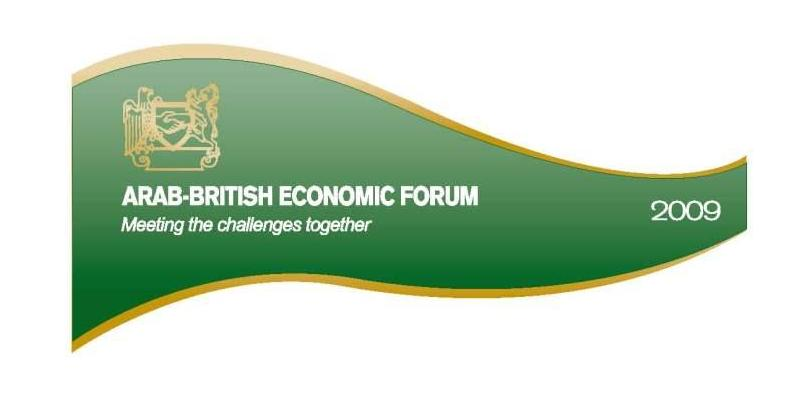 ARAB-BRITISH ECONOMIC FORUM
Meeting the challenges together
2009